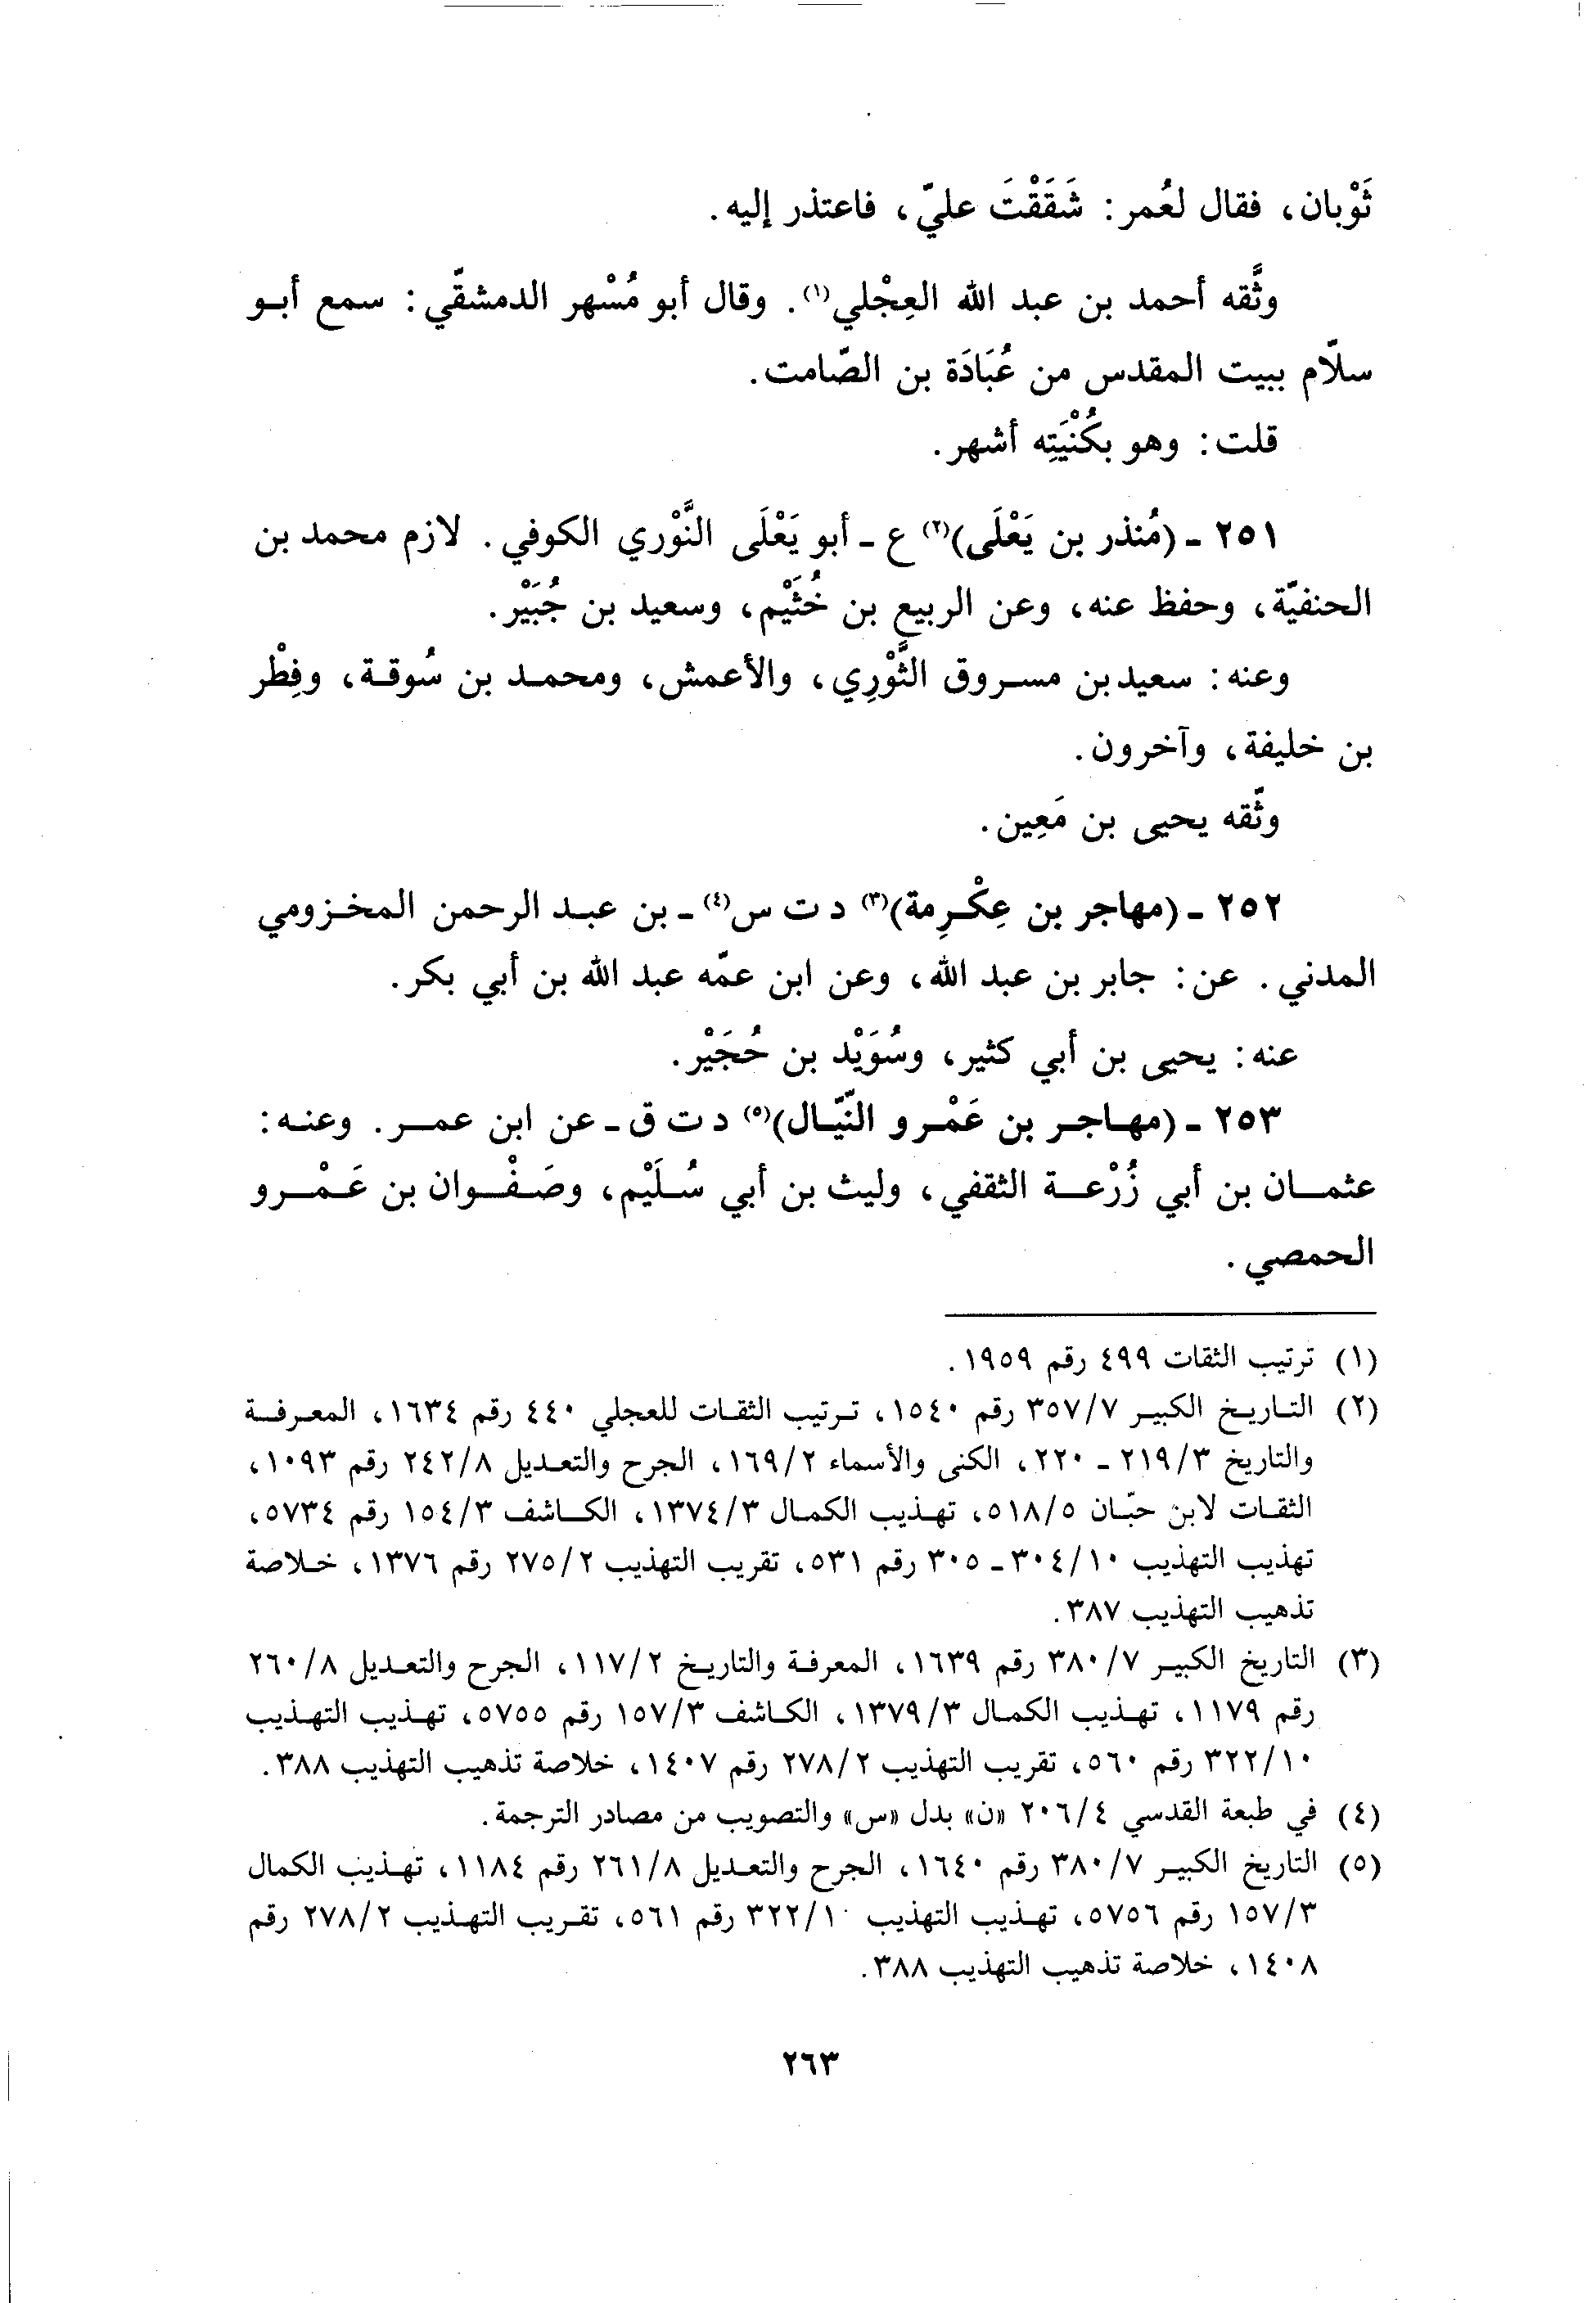 ثَوْبان، فقال لعُمر: شَقَقْتَ عليّ، فاعتذر إليه.
وثَّقه أحمد بن عبد الله العِجْلي(١). وقال أبو مُسْهر الدمشقّي: سمع أبو
سلّام ببيت المقدس من عُبَادَة بن الصّامت.
قلت: وهو بكُنْيَتِه أشهر.
٢٥١ - (مُنذر بن يَعْلَى)(٢) ع - أبو يَعْلَى النَّوْري الكوفي. لازم محمد بن
الحنفيّة، وحفظ عنه، وعن الربيع بن خُثَيْم، وسعيد بن جُبَيْر.
وعنه: سعيد بن مسروق الثَّوْرِي، والأعمش، ومحمد بن سُوقة، وفِطْر
بن خليفة، وآخرون.
وثّقه يحيى بن مَعِين.
٢٥٢ - (مهاجر بن عِكْرِمة)(٣) د ت س(٤) - بن عبد الرحمن المخزومي
المدني. عن: جابر بن عبد الله، وعن ابن عمّه عبد الله بن أبي بكر.
عنه: يحيى بن أبي كثير، وسُوَيْد بن حُجَيْر.
٢٥٣ - (مهاجر بن عَمْرو النّيّال)(٥) د ت ق - عن ابن عمر. وعنه:
عثمان بن أبي زُرْعة الثقفي، وليث بن أبي سُلَيْم، وصَفْوان بن عَمْرو
الحمصي.
(١) ترتيب الثقات ٤٩٩ رقم ١٩٥٩.
(٢) التاريخ الكبير ٣٥٧/٧ رقم ١٥٤٠، ترتيب الثقات للعجلي ٤٤٠ رقم ١٦٣٤، المعرفة
والتاريخ ٢١٩/٣ - ٢٢٠، الكنى والأسماء ١٦٩/٢، الجرح والتعديل ٢٤٢/٨ رقم ١٠٩٣،
الثقات لابن حبّان ٥١٨/٥، تهذيب الكمال ١٣٧٤/٣، الكاشف ١٥٤/٣ رقم ٥٧٣٤،
تهذيب التهذيب ٣٠٤/١٠ - ٣٠٥ رقم ٥٣١، تقريب التهذيب ٢٧٥/٢ رقم ١٣٧٦، خلاصة
تذهيب التهذيب ٣٨٧.
(٣) التاريخ الكبير ٣٨٠/٧ رقم ١٦٣٩، المعرفة والتاريخ ١١٧/٢، الجرح والتعديل ٢٦٠/٨
رقم ١١٧٩، تهذيب الكمال ١٣٧٩/٣، الكاشف ١٥٧/٣ رقم ٥٧٥٥، تهذيب التهذيب
٣٢٢/١٠ رقم ٥٦٠، تقريب التهذيب ٢٧٨/٢ رقم ١٤٠٧، خلاصة تذهيب التهذيب ٣٨٨.
(٤) في طبعة القدسي ٢٠٦/٤ «ن» بدل «س» والتصويب من مصادر الترجمة.
(٥) التاريخ الكبير ٣٨٠/٧ رقم ١٦٤٠، الجرح والتعديل ٢٦١/٨ رقم ١١٨٤، تهذيب الكمال
١٥٧/٣ رقم ٥٧٥٦، تهذيب التهذيب ٣٢٢/١٠ رقم ٥٦١، تقريب التهذيب ٢٧٨/٢ رقم
١٤٠٨، خلاصة تذهيب التهذيب ٣٨٨.
٢٦٣